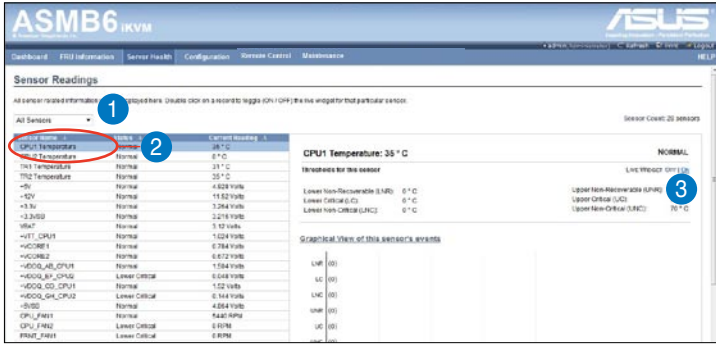 ASMB6 iKVM
ASUS
Dashboard FRU Information Server Health Configuration Remote Control Maintenance
HELP
Sensor Readings
All sensor related information displayed here. Double click on a record to toggle (ON / OFF) the live widget for that particular sensor.
1
All Sensors
Sensor Count: 28 sensors
Sensor Name Status Current Reading
2
CPU1 Temperature Normal 35 ° C
CPU2 Temperature Normal 0 ° C
TR1 Temperature Normal 31 ° C
TR2 Temperature Normal 35 ° C
+5V Normal 4.928 Volts
+12V Normal 11.52 Volts
+3.3V Normal 3.264 Volts
+3.3VSB Normal 3.216 Volts
VBAT Normal 3.12 Volts
+VTT_CPU1 Normal 1.024 Volts
+VCORE1 Normal 0.784 Volts
+VCORE2 Normal 0.672 Volts
+VDDQ_AB_CPU1 Normal 1.584 Volts
+VDDQ_EF_CPU2 Lower Critical 0.048 Volts
+VDDQ_CD_CPU1 Normal 1.52 Volts
+VDDQ_GH_CPU2 Lower Critical 0.144 Volts
+5VSB Normal 4.864 Volts
CPU_FAN1 Normal 5440 RPM
CPU_FAN2 Lower Critical 0 RPM
FRNT_FAN1 Lower Critical 0 RPM
CPU1 Temperature: 35 ° C
NORMAL
Thresholds for this sensor
Live Widget: Off | On
3
Lower Non-Recoverable (LNR): 0 ° C
Lower Critical (LC): 0 ° C
Lower Non-Critical (LNC): 0 ° C
Upper Non-Recoverable (UNR):
Upper Critical (UC):
Upper Non-Critical (UNC): 70 ° C
Graphical View of this sensor's events
LNR (0)
LC (0)
LNC (0)
UNR (0)
UC (0)
UNC (0)